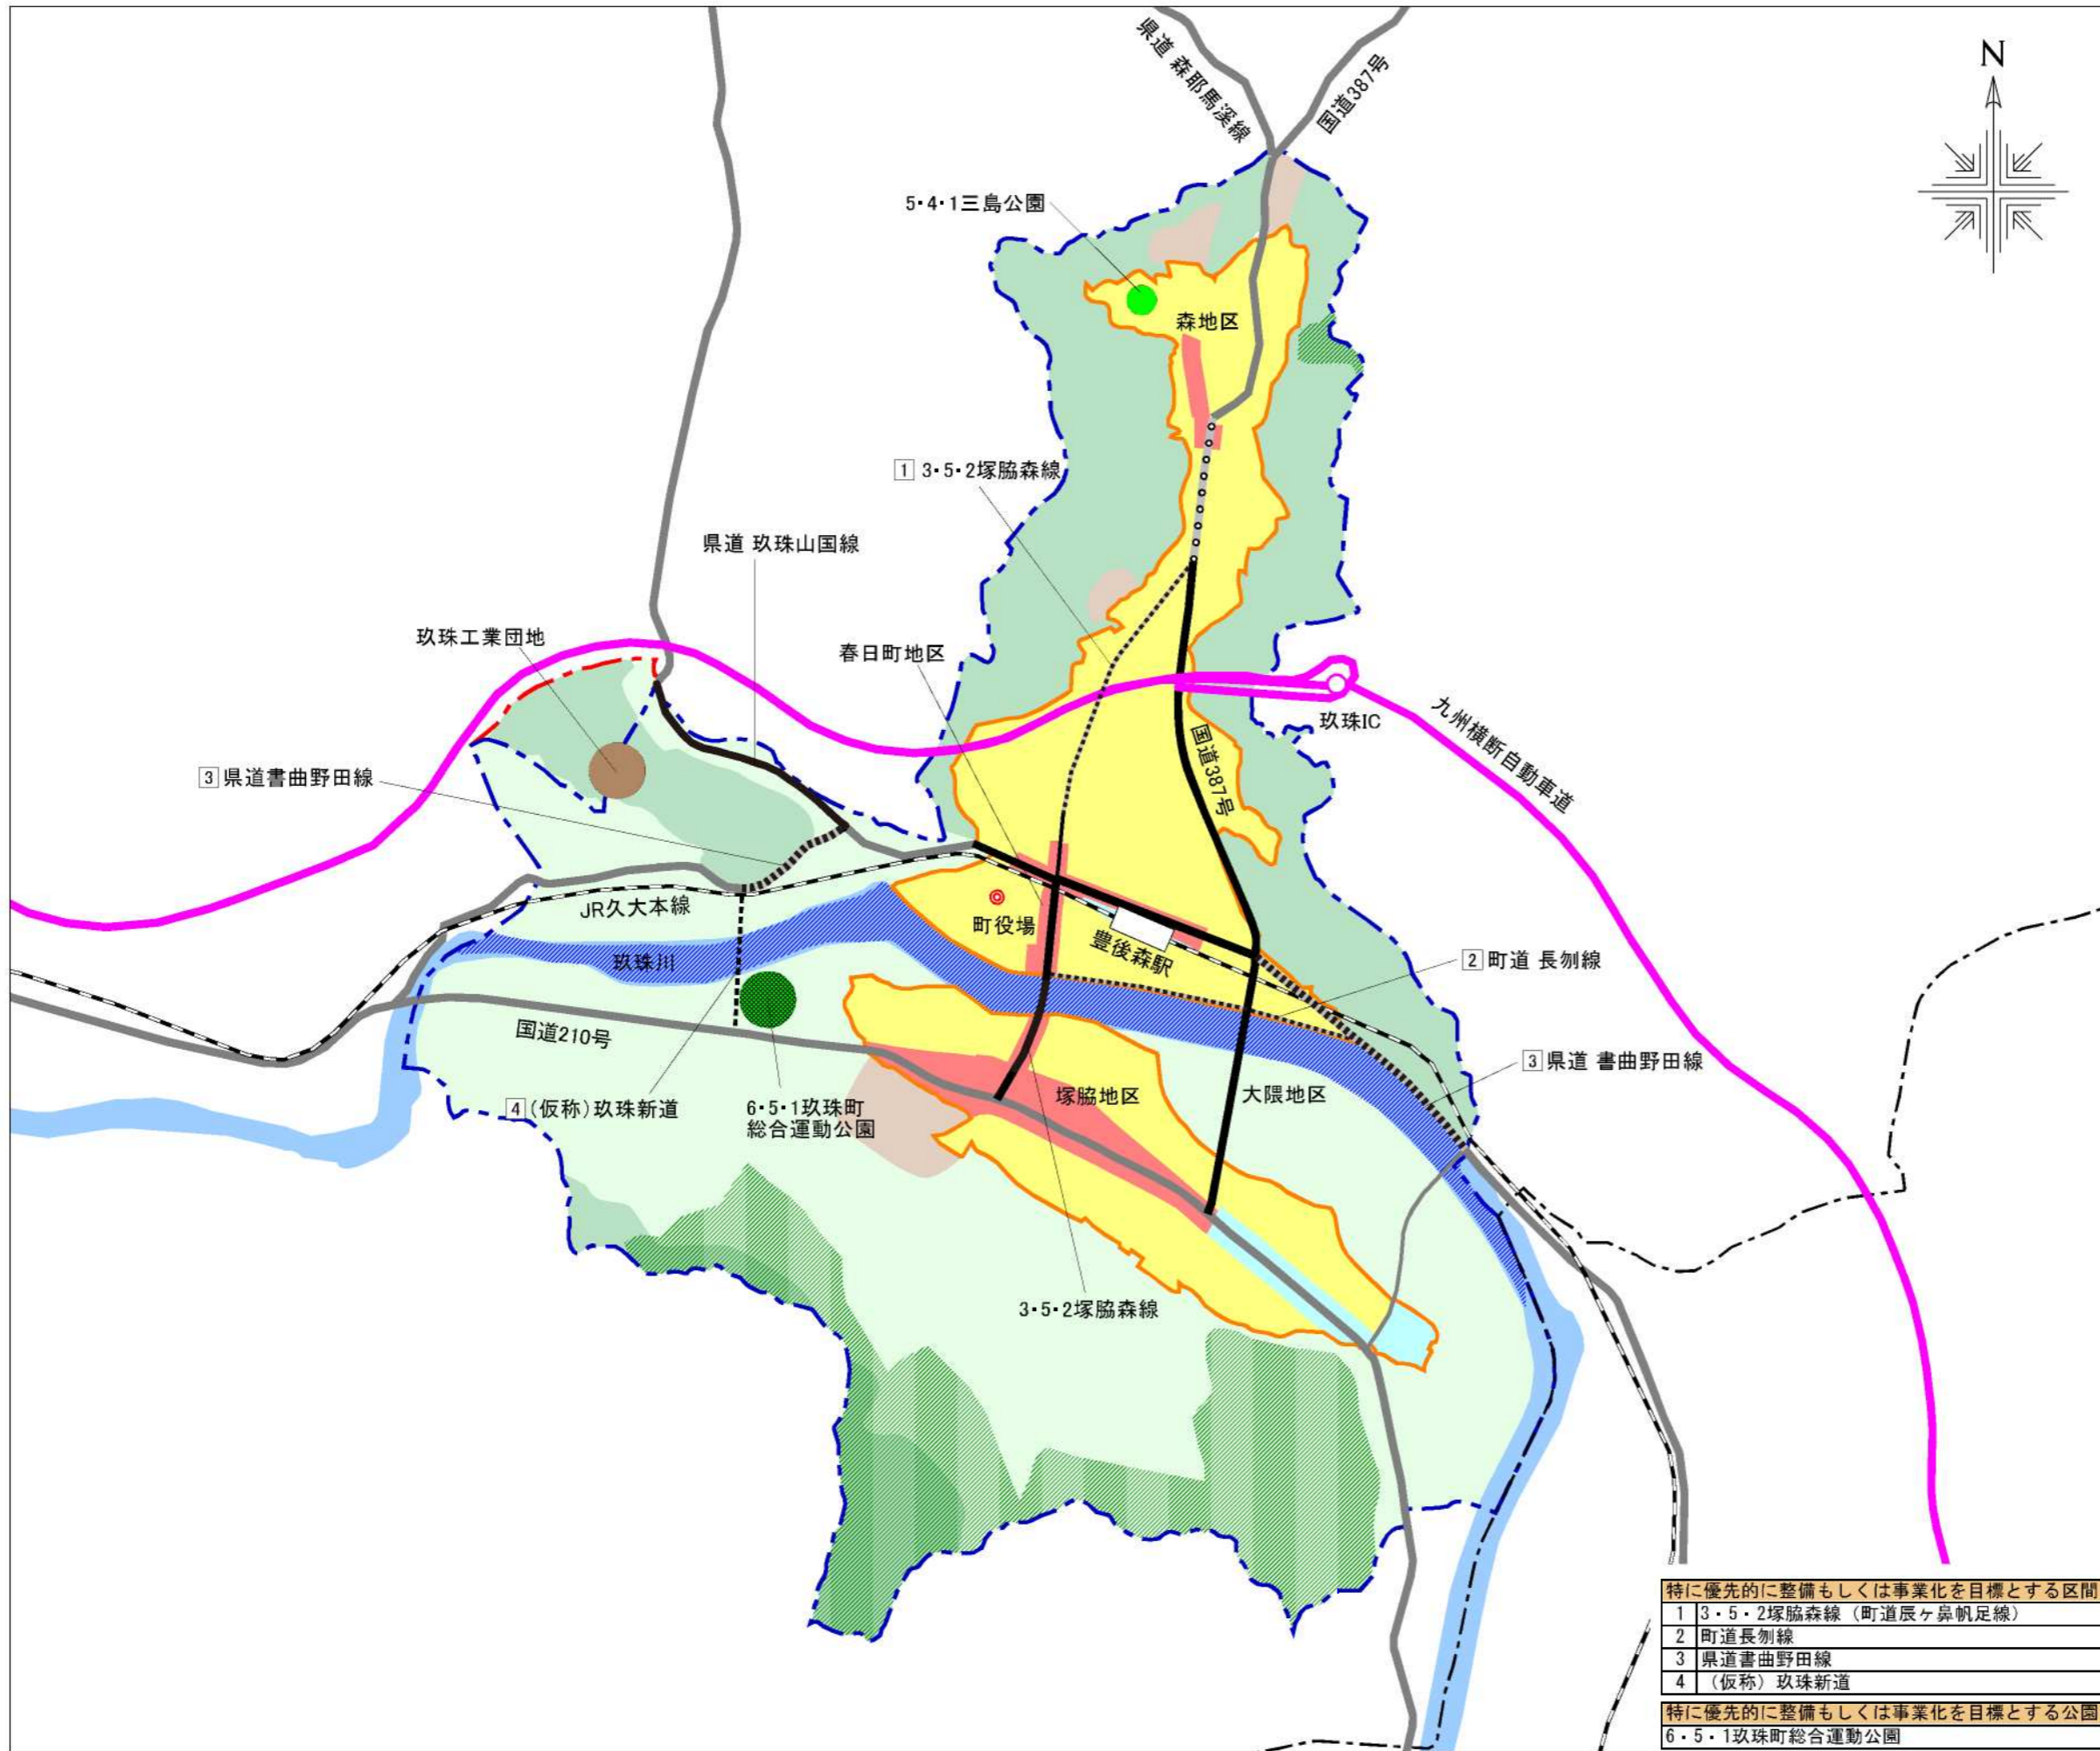 県道 森耶馬溪線
国道387号
N
5・4・1三島公園
森地区
1 3・5・2塚脇森線
県道 玖珠山国線
玖珠工業団地
春日町地区
玖珠IC
九州横断自動車道
国道387号
3 県道書曲野田線
JR久大本線
町役場
豊後森駅
玖珠川
2 町道 長刎線
国道210号
3 県道 書曲野田線
4 (仮称)玖珠新道
6・5・1玖珠町
総合運動公園
塚脇地区
大隈地区
3・5・2塚脇森線
特に優先的に整備もしくは事業化を目標とする区間
1 3・5・2塚脇森線（町道辰ヶ鼻帆足線）
2 町道長刎線
3 県道書曲野田線
4 （仮称）玖珠新道
特に優先的に整備もしくは事業化を目標とする公園
6・5・1玖珠町総合運動公園